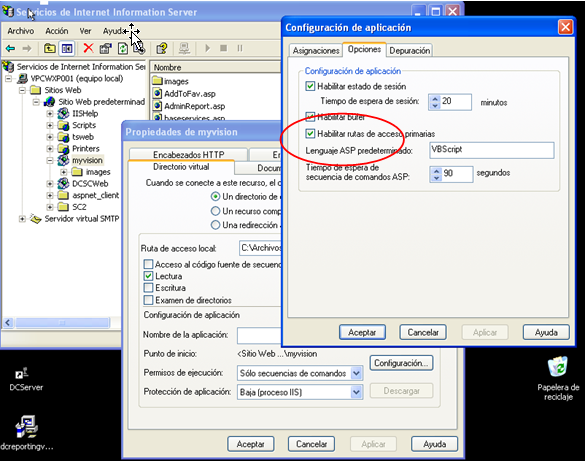 Servicios de Internet Information Server
Archivo Acción Ver Ayuda
Servicios de Internet Information Server
VPCWXP001 (equipo local)
Sitios Web
Sitio Web predeterminad
IISHelp
Scripts
tsweb
Printers
myvision
images
DCSCWeb
aspnet_client
SC2
Servidor virtual SMTP
Nombre
images
AddToFav.asp
AdminReport.asp
baseservices.asp
Propiedades de myvision
Encabezados HTTP
Directorio virtual
Docum
Cuando se conecte a este recurso, el c
Un directorio de e
Un recurso comp
Una redirección a
Ruta de acceso local:
C:\Archivos
Acceso al código fuente de secuenc
Lectura
Escritura
Examen de directorios
Configuración de aplicación
Nombre de la aplicación:
Punto de inicio:
<Sitio Web ...\myvision
Permisos de ejecución:
Sólo secuencias de comandos
Protección de aplicación:
Baja (proceso IIS)
Configuración...
Descargar
Aceptar Cancelar Aplicar Ayuda
Configuración de aplicación
Asignaciones Opciones Depuración
Configuración de aplicación
Habilitar estado de sesión
Tiempo de espera de sesión: 20 minutos
Habilitar búfer
Habilitar rutas de acceso primarias
Lenguaje ASP predeterminado: VBScript
Tiempo de espera de
secuencia de comandos ASP: 90 segundos
Aceptar Cancelar Aplicar Ayuda
DCServer
dcreportingv...
Papelera de
reciclaje